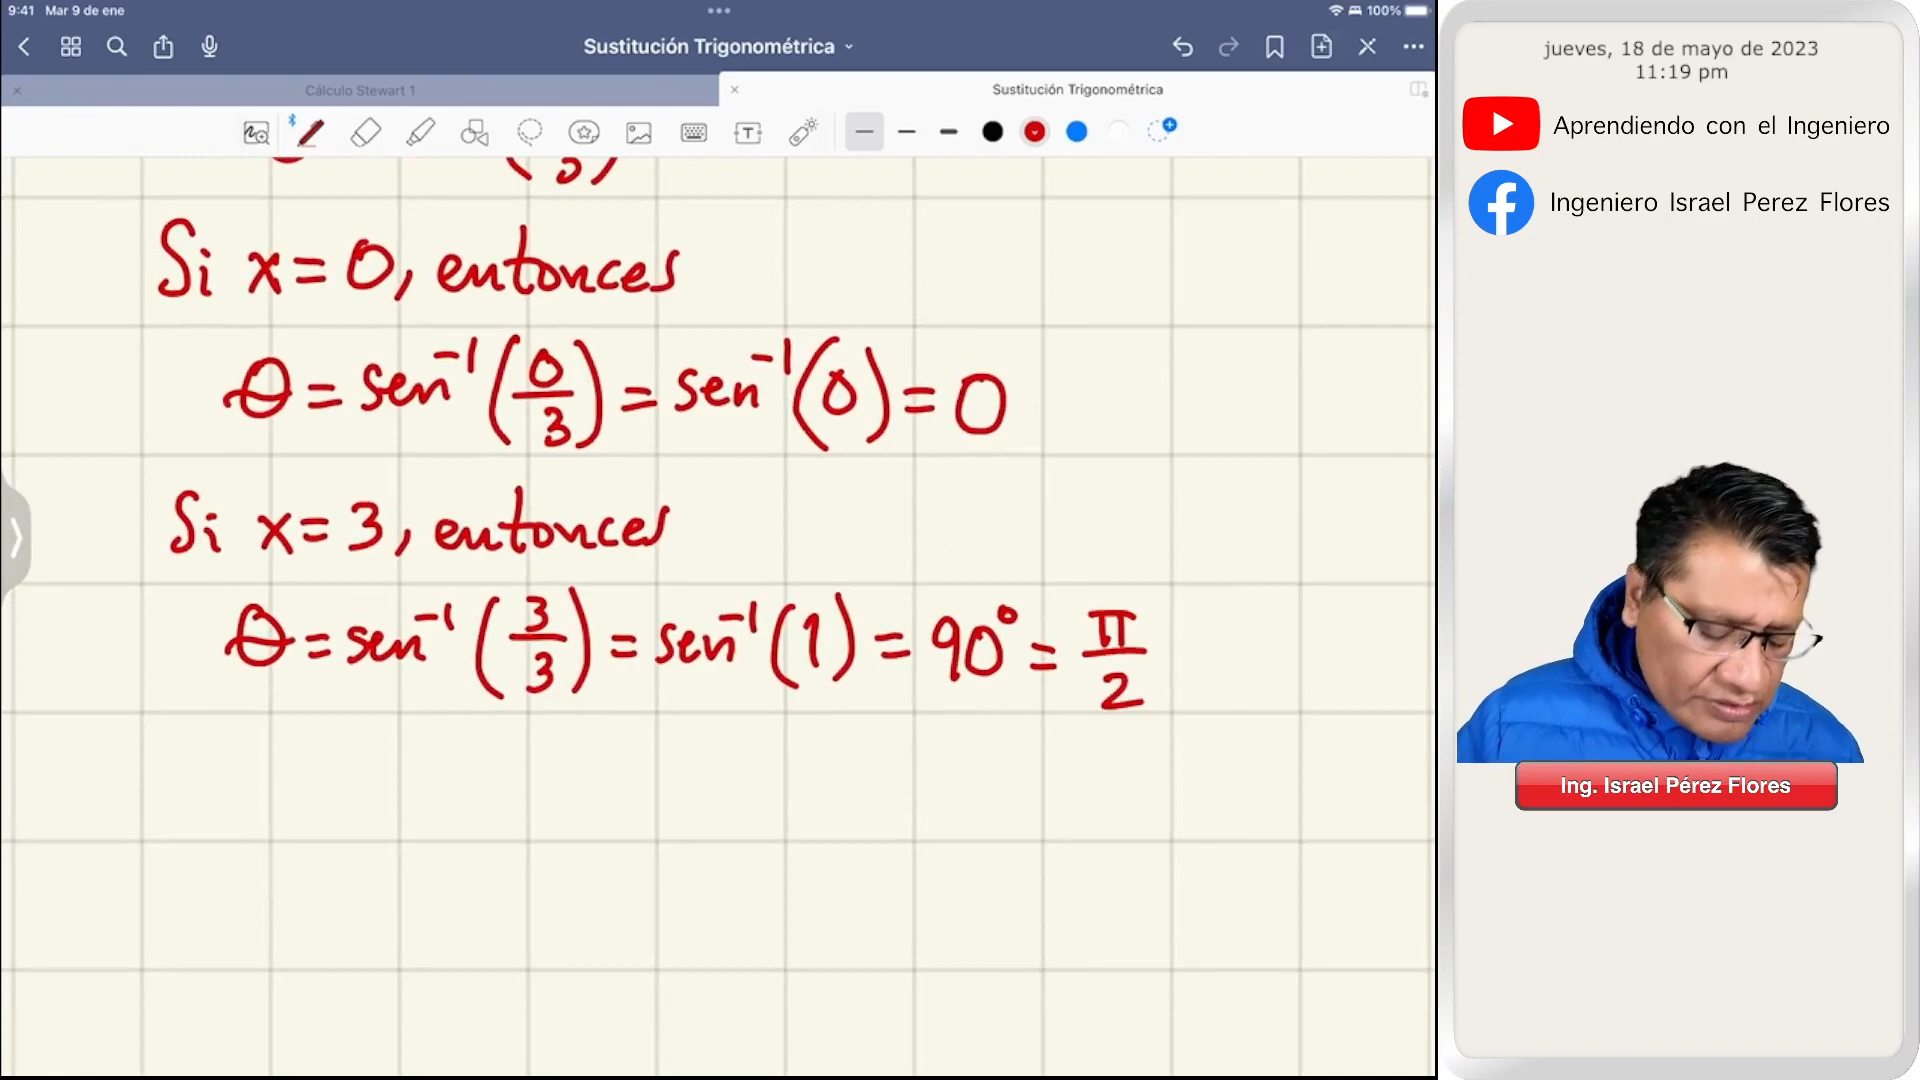 9:41 Mar 9 de ene
100%
Sustitución Trigonométrica
Cálculo Stewart 1
Sustitución Trigonométrica
3
Si x=0, entonces
θ = sen⁻¹(0/3) = sen⁻¹(0) = 0
Si x=3, entonces
θ = sen⁻¹(3/3) = sen⁻¹(1) = 90° = π/2
jueves, 18 de mayo de 2023
11:19 pm
Aprendiendo con el Ingeniero
Ingeniero Israel Perez Flores
Ing. Israel Pérez Flores